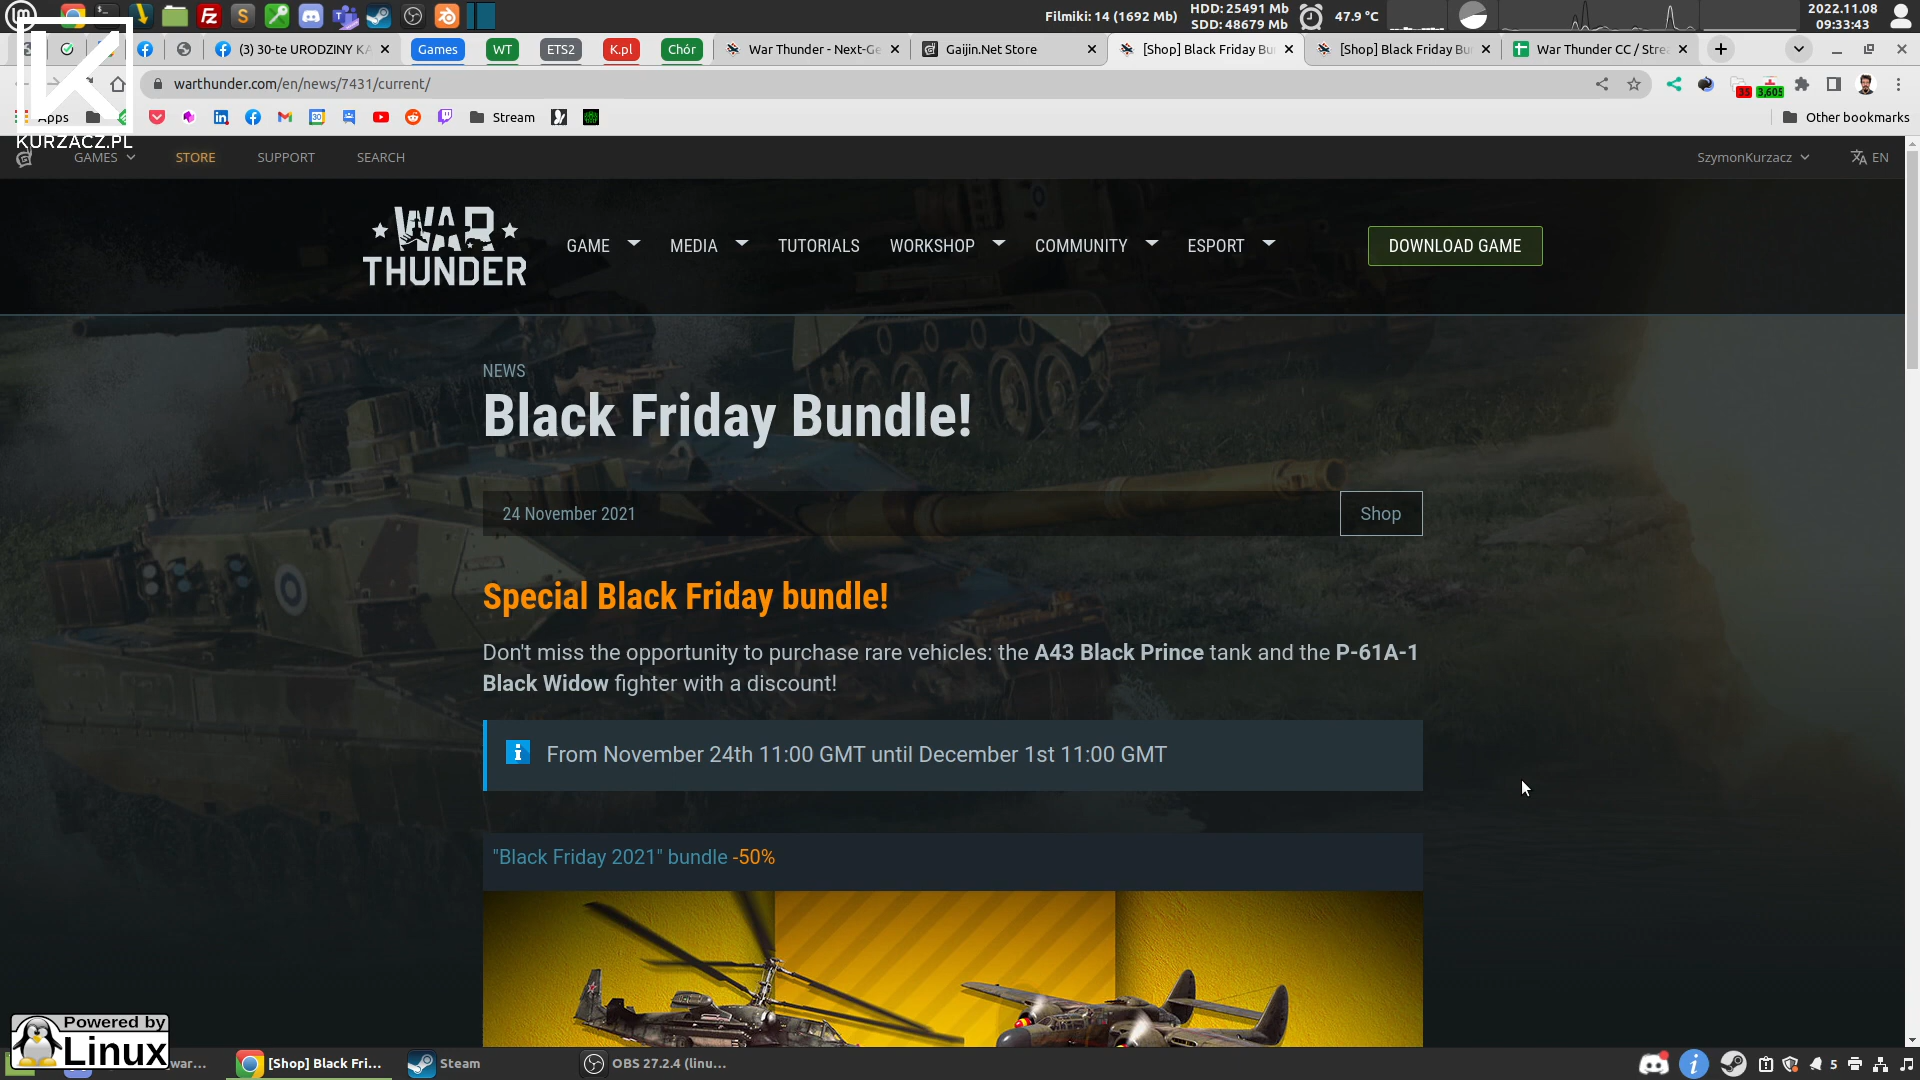 Filmiki: 14 (1692 Mb)
HDD: 25491 Mb
SDD: 48679 Mb
47.9 °C
2022.11.08
09:33:43
(3) 30-te URODZINY KA
Games
WT
ETS2
K.pl
Chór
War Thunder - Next-Ge
Gaijin.Net Store
[Shop] Black Friday Bu
[Shop] Black Friday Bu
War Thunder CC / Strea
warthunder.com/en/news/7431/current/
35
3,605
Apps
Stream
Other bookmarks
KURZACZ.PL
GAMES
STORE
SUPPORT
SEARCH
SzymonKurzacz
EN
WAR
THUNDER
GAME
MEDIA
TUTORIALS
WORKSHOP
COMMUNITY
ESPORT
DOWNLOAD GAME
NEWS
Black Friday Bundle!
24 November 2021
Shop
Special Black Friday bundle!
Don't miss the opportunity to purchase rare vehicles: the A43 Black Prince tank and the P-61A-1
Black Widow fighter with a discount!
From November 24th 11:00 GMT until December 1st 11:00 GMT
"Black Friday 2021" bundle -50%
Powered by
Linux
war...
[Shop] Black Fri...
Steam
OBS 27.2.4 (linu...
5